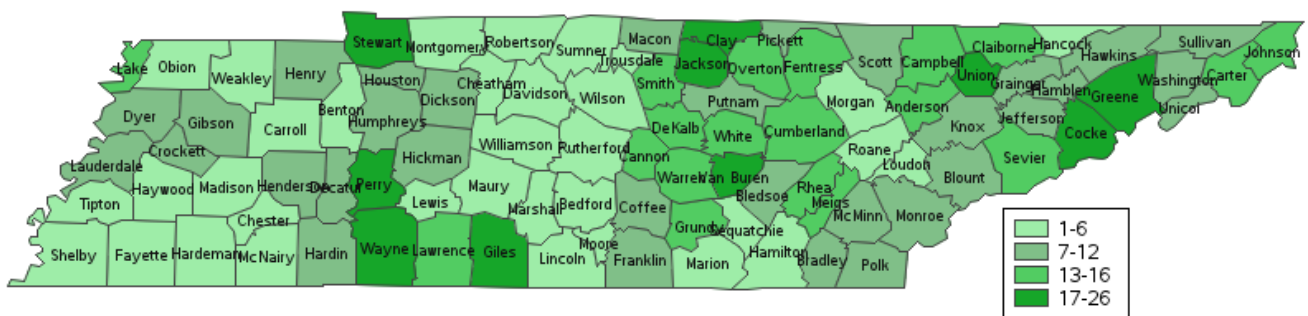 Stewart
Montgomery
Robertson
Sumner
Macon
Clay
Pickett
Scott
Campbell
Claiborne
Hancock
Hawkins
Sullivan
Johnson
Lake
Obion
Weakley
Henry
Houston
Cheatham
Trousdale
Smith
Jackson
Overton
Fentress
Union
Grainger
Hamblen
Greene
Washington
Carter
Unicoi
Dyer
Gibson
Carroll
Benton
Humphreys
Dickson
Davidson
Wilson
Putnam
Morgan
Anderson
Knox
Jefferson
Cocke
Lauderdale
Crockett
Hickman
Williamson
Rutherford
DeKalb
White
Cumberland
Roane
Loudon
Sevier
Tipton
Haywood
Madison
Henderson
Decatur
Perry
Lewis
Maury
Marshall
Bedford
Cannon
Warren
Van Buren
Bledsoe
Rhea
Meigs
McMinn
Monroe
Blount
Shelby
Fayette
Hardeman
Chester
McNairy
Hardin
Wayne
Lawrence
Giles
Lincoln
Moore
Coffee
Franklin
Grundy
Sequatchie
Marion
Hamilton
Bradley
Polk
1-6
7-12
13-16
17-26